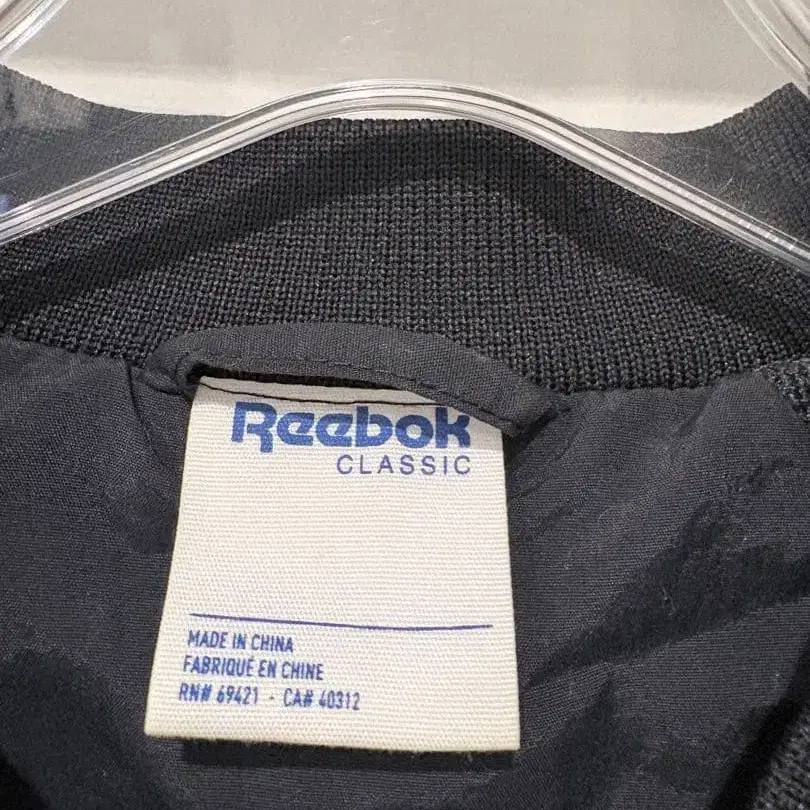 Reebok
CLASSIC
MADE IN CHINA
FABRIQUÉ EN CHINE
RN# 69421 - CA# 40312